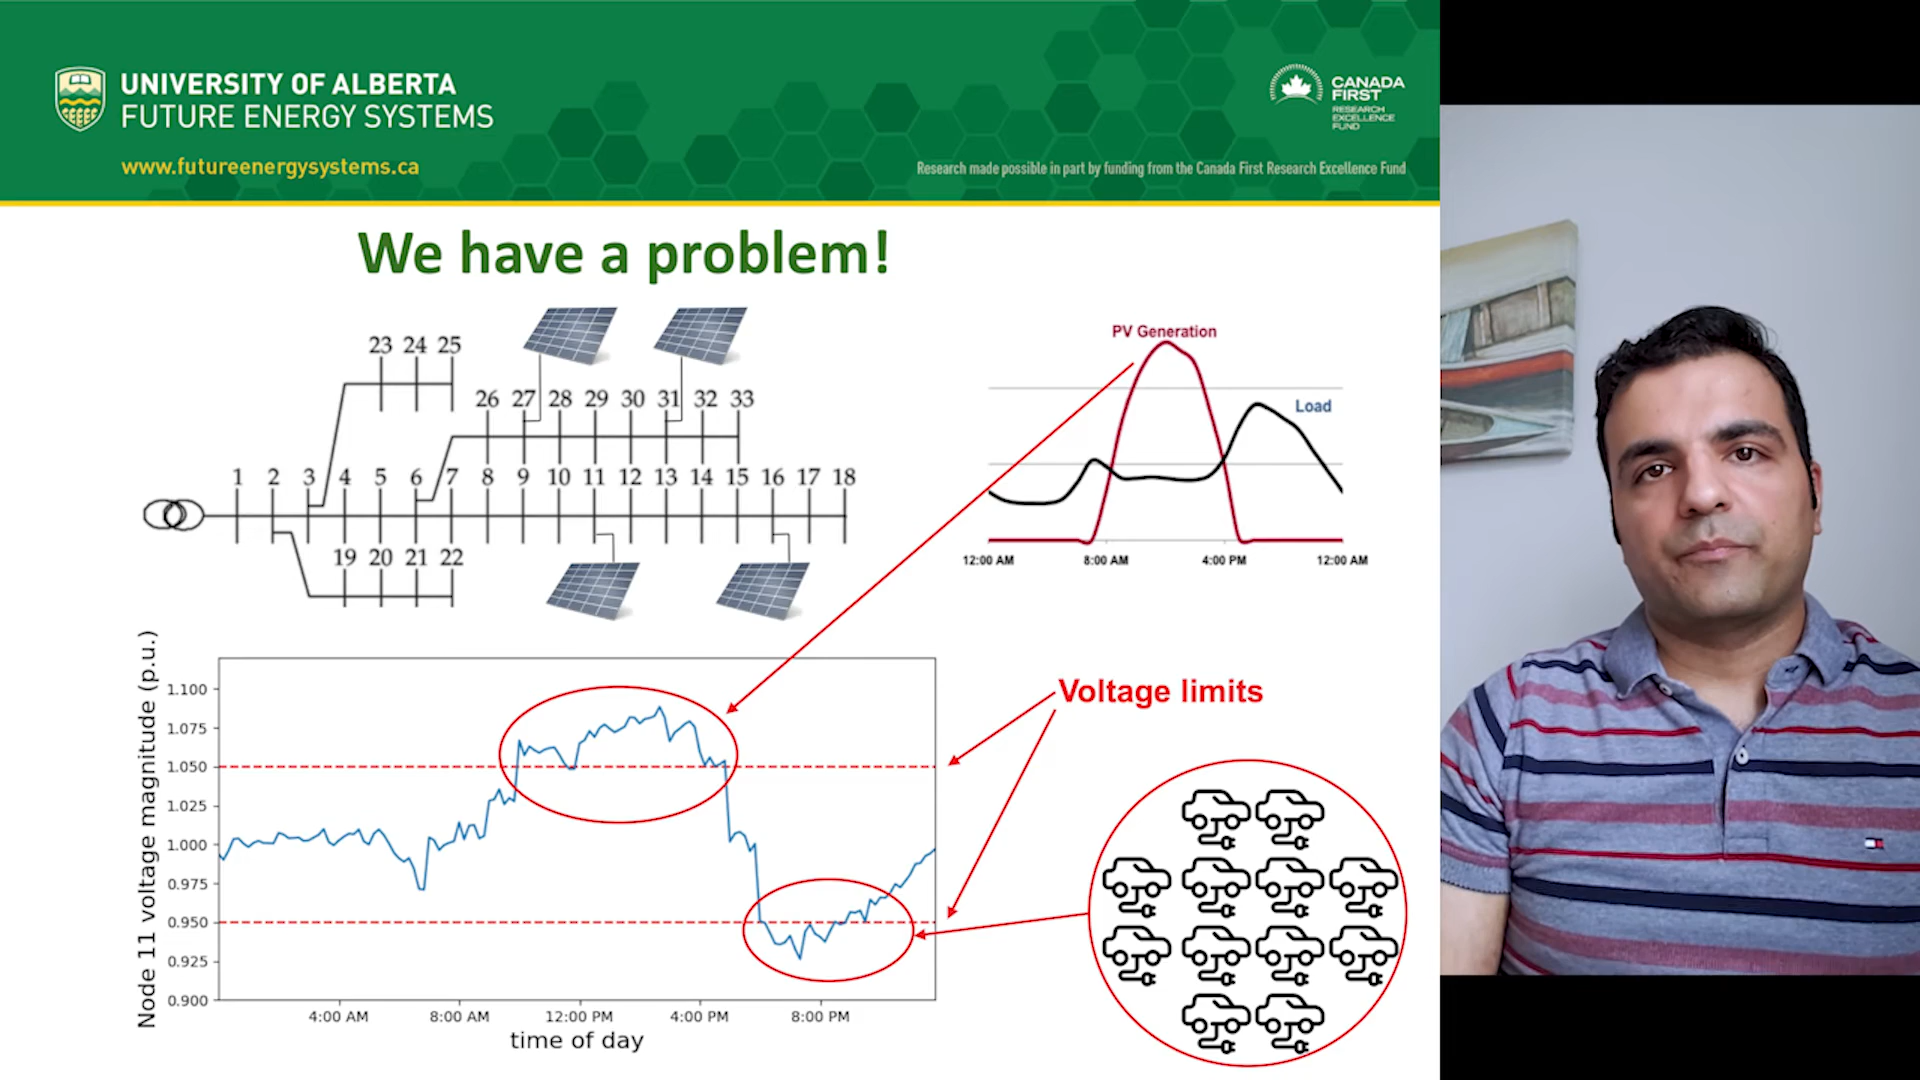 UNIVERSITY OF ALBERTA
FUTURE ENERGY SYSTEMS
www.futureenergysystems.ca
CANADA
FIRST
RESEARCH
EXCELLENCE
FUND
Research made possible in part by funding from the Canada First Research Excellence Fund
We have a problem!
23 24 25
26 27 28 29 30 31 32 33
1 2 3 4 5 6 7 8 9 10 11 12 13 14 15 16 17 18
19 20 21 22
PV Generation
Load
12:00 AM 8:00 AM 4:00 PM 12:00 AM
Node 11 voltage magnitude (p.u.)
1.100
1.075
1.050
1.025
1.000
0.975
0.950
0.925
0.900
4:00 AM 8:00 AM 12:00 PM 4:00 PM 8:00 PM
time of day
Voltage limits